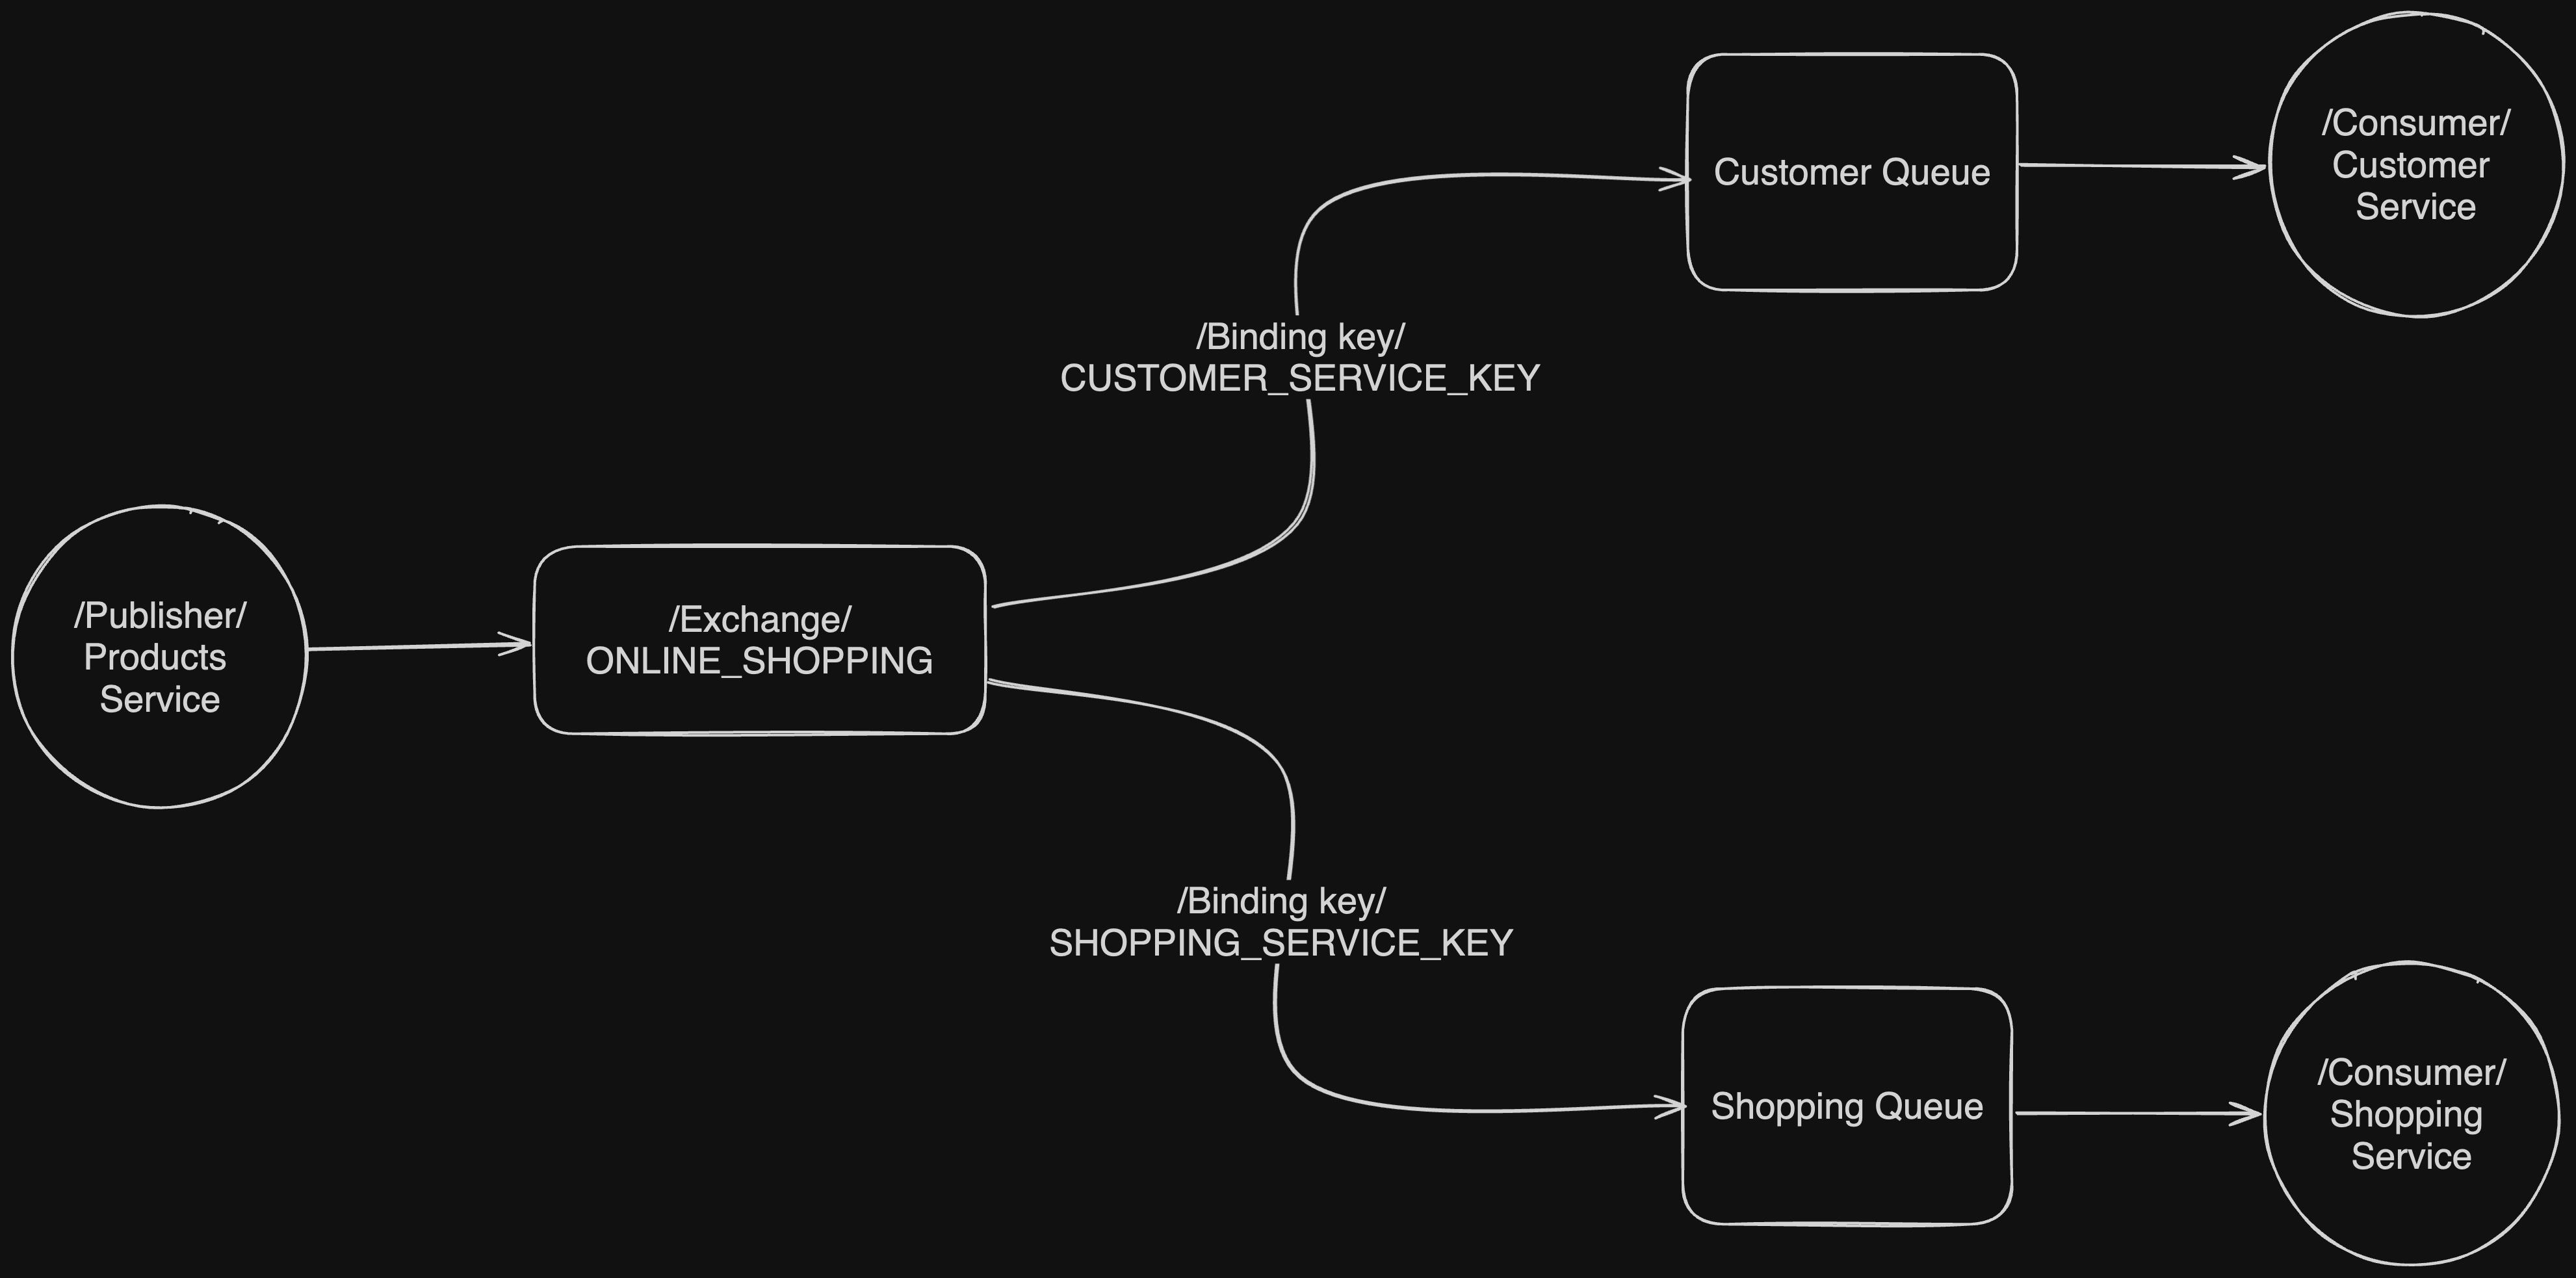 /Publisher/
Products
Service
/Exchange/
ONLINE_SHOPPING
/Binding key/
CUSTOMER_SERVICE_KEY
Customer Queue
/Consumer/
Customer
Service
/Binding key/
SHOPPING_SERVICE_KEY
Shopping Queue
/Consumer/
Shopping
Service